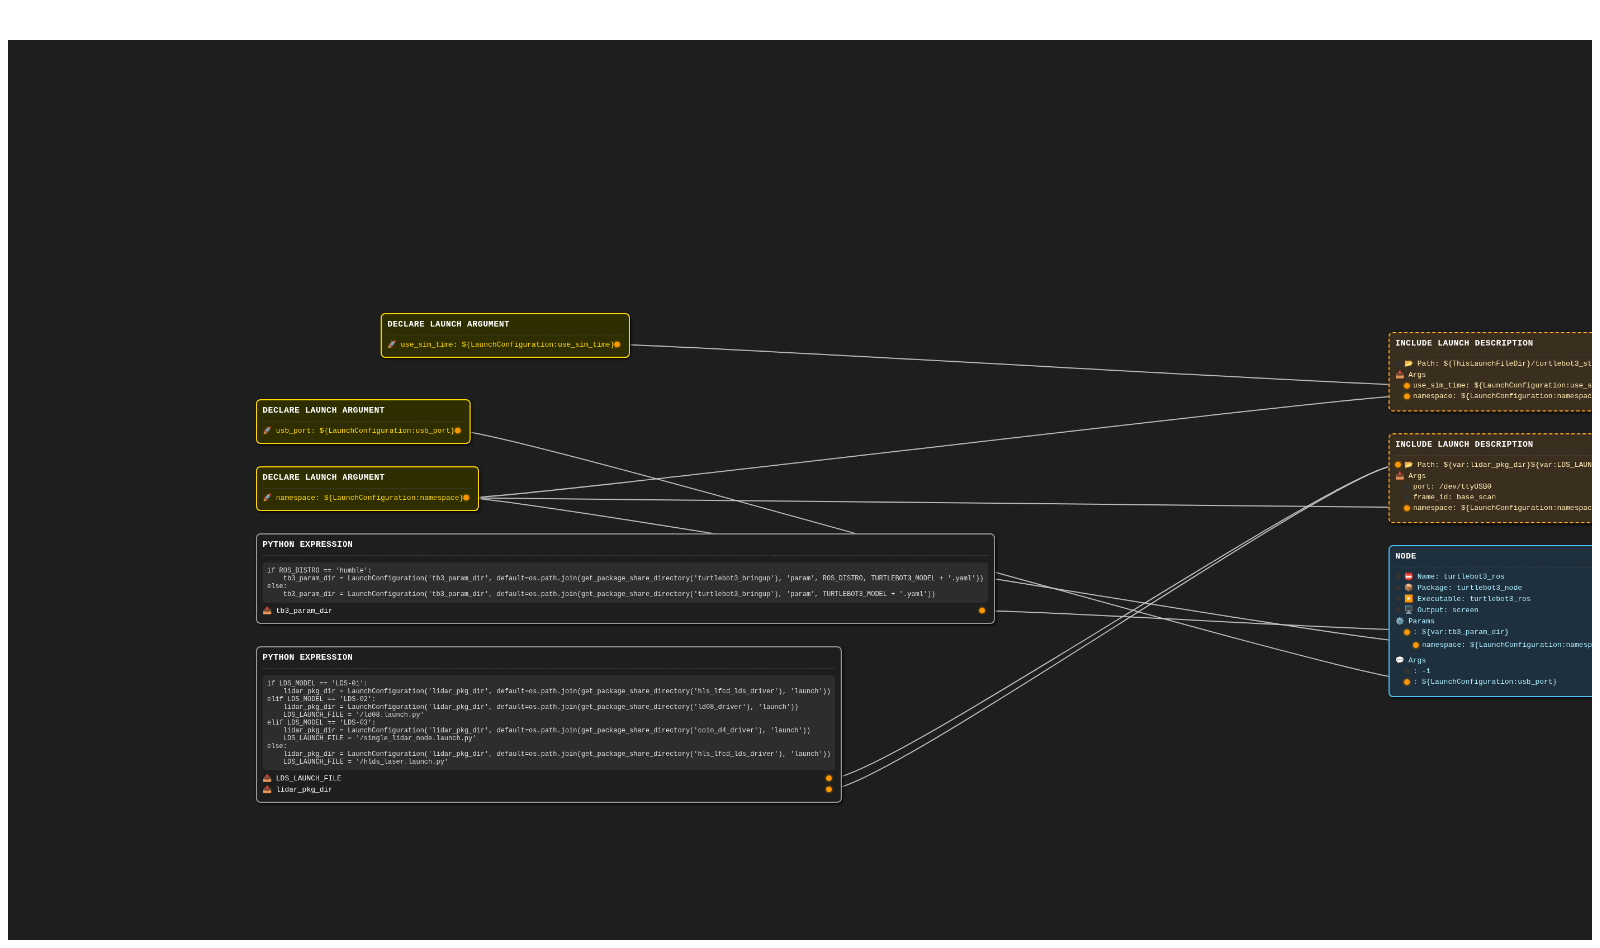 DECLARE LAUNCH ARGUMENT
use_sim_time: ${LaunchConfiguration:use_sim_time}
DECLARE LAUNCH ARGUMENT
usb_port: ${LaunchConfiguration:usb_port}
DECLARE LAUNCH ARGUMENT
namespace: ${LaunchConfiguration:namespace}
PYTHON EXPRESSION
if ROS_DISTRO == 'humble':
    tb3_param_dir = LaunchConfiguration('tb3_param_dir', default=os.path.join(get_package_share_directory('turtlebot3_bringup'), 'param', ROS_DISTRO, TURTLEBOT3_MODEL + '.yaml'))
else:
    tb3_param_dir = LaunchConfiguration('tb3_param_dir', default=os.path.join(get_package_share_directory('turtlebot3_bringup'), 'param', TURTLEBOT3_MODEL + '.yaml'))
tb3_param_dir
PYTHON EXPRESSION
if LDS_MODEL == 'LDS-01':
    lidar_pkg_dir = LaunchConfiguration('lidar_pkg_dir', default=os.path.join(get_package_share_directory('hls_lfcd_lds_driver'), 'launch'))
elif LDS_MODEL == 'LDS-02':
    lidar_pkg_dir = LaunchConfiguration('lidar_pkg_dir', default=os.path.join(get_package_share_directory('ld08_driver'), 'launch'))
    LDS_LAUNCH_FILE = '/ld08.launch.py'
elif LDS_MODEL == 'LDS-03':
    lidar_pkg_dir = LaunchConfiguration('lidar_pkg_dir', default=os.path.join(get_package_share_directory('coin_d4_driver'), 'launch'))
    LDS_LAUNCH_FILE = '/single_lidar_node.launch.py'
else:
    lidar_pkg_dir = LaunchConfiguration('lidar_pkg_dir', default=os.path.join(get_package_share_directory('hls_lfcd_lds_driver'), 'launch'))
    LDS_LAUNCH_FILE = '/hlds_laser.launch.py'
LDS_LAUNCH_FILE
lidar_pkg_dir
INCLUDE LAUNCH DESCRIPTION
Path: ${ThisLaunchFileDir}/turtlebot3_st
Args
use_sim_time: ${LaunchConfiguration:use_s
namespace: ${LaunchConfiguration:namespac
INCLUDE LAUNCH DESCRIPTION
Path: ${var:lidar_pkg_dir}${var:LDS_LAUN
Args
port: /dev/ttyUSB0
frame_id: base_scan
namespace: ${LaunchConfiguration:namespac
NODE
Name: turtlebot3_ros
Package: turtlebot3_node
Executable: turtlebot3_ros
Output: screen
Params
: ${var:tb3_param_dir}
namespace: ${LaunchConfiguration:namesp
Args
: -i
: ${LaunchConfiguration:usb_port}